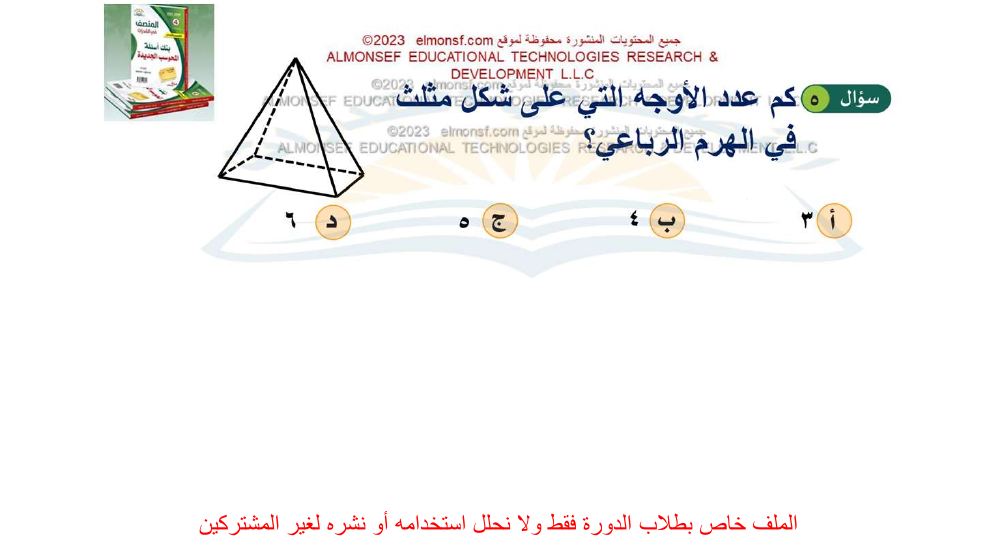 المنصف
في القدرات
بنك أسئلة
المحوسب الجديدة
جميع المحتويات المنشورة محفوظة لموقع elmonsf.com ©2023
ALMONSEF EDUCATIONAL TECHNOLOGIES RESEARCH &
DEVELOPMENT L.L.C
جميع المحتويات المنشورة محفوظة لموقع elmonsf.com ©2023
ALMONSEF EDUCATIONAL TECHNOLOGIES RESEARCH & DEVELOPMENT L.L.C
سؤال ٥ كم عدد الأوجه التي على شكل مثلث
جميع المحتويات المنشورة محفوظة لموقع elmonsf.com ©2023
ALMONSEF EDUCATIONAL TECHNOLOGIES RESEARCH & DEVELOPMENT L.L.C
في الهرم الرباعي؟
أ ٣ ب ٤ ج ٥ د ٦
الملف خاص بطلاب الدورة فقط ولا نحلل استخدامه أو نشره لغير المشتركين